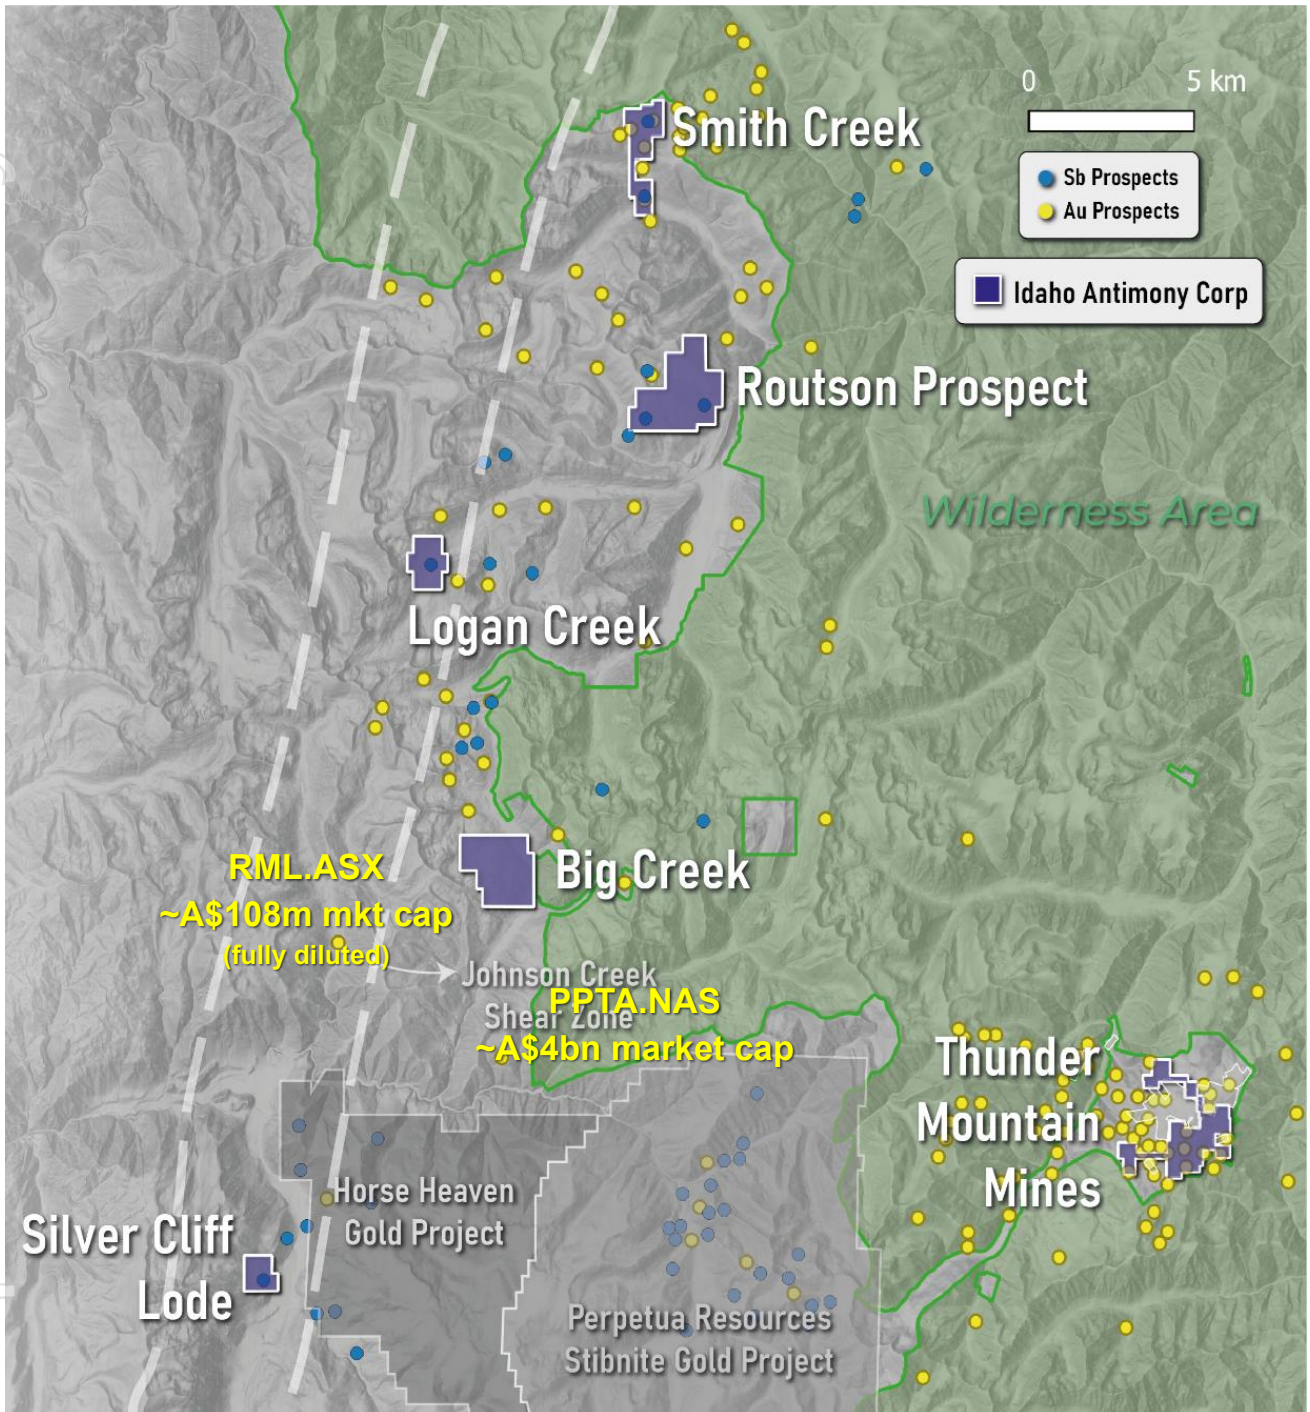 Smith Creek
0 5 km
Sb Prospects
Au Prospects
Idaho Antimony Corp
Routson Prospect
Wilderness Area
Logan Creek
Big Creek
RML.ASX
~A$108m mkt cap
(fully diluted)
Johnson Creek
Shear Zone
PPTA.NAS
~A$4bn market cap
Thunder
Mountain
Mines
Horse Heaven
Gold Project
Silver Cliff
Lode
Perpetua Resources
Stibnite Gold Project